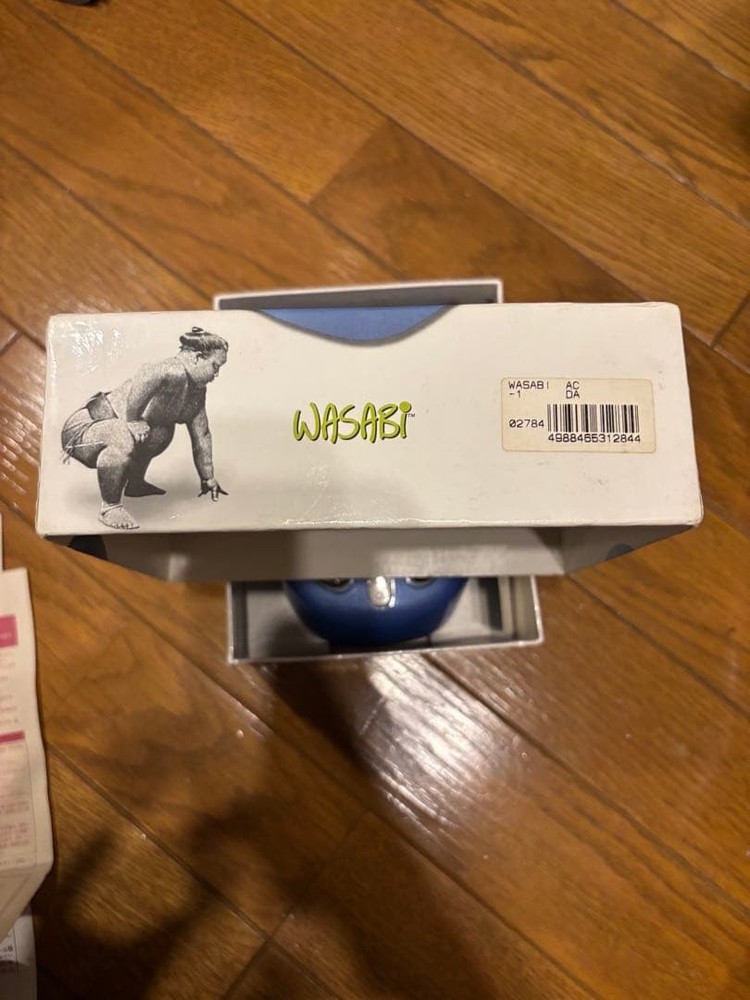 WASABi™
WASABI AC
-1 DA
02784
4988465312844